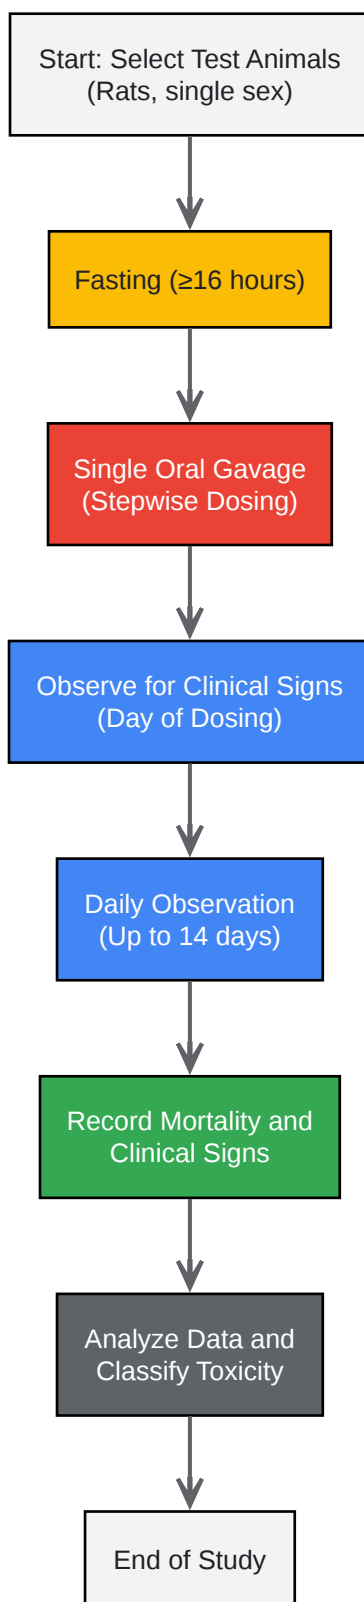 Start: Select Test Animals
(Rats, single sex)
Fasting (≥16 hours)
Single Oral Gavage
(Stepwise Dosing)
Observe for Clinical Signs
(Day of Dosing)
Daily Observation
(Up to 14 days)
Record Mortality and
Clinical Signs
Analyze Data and
Classify Toxicity
End of Study